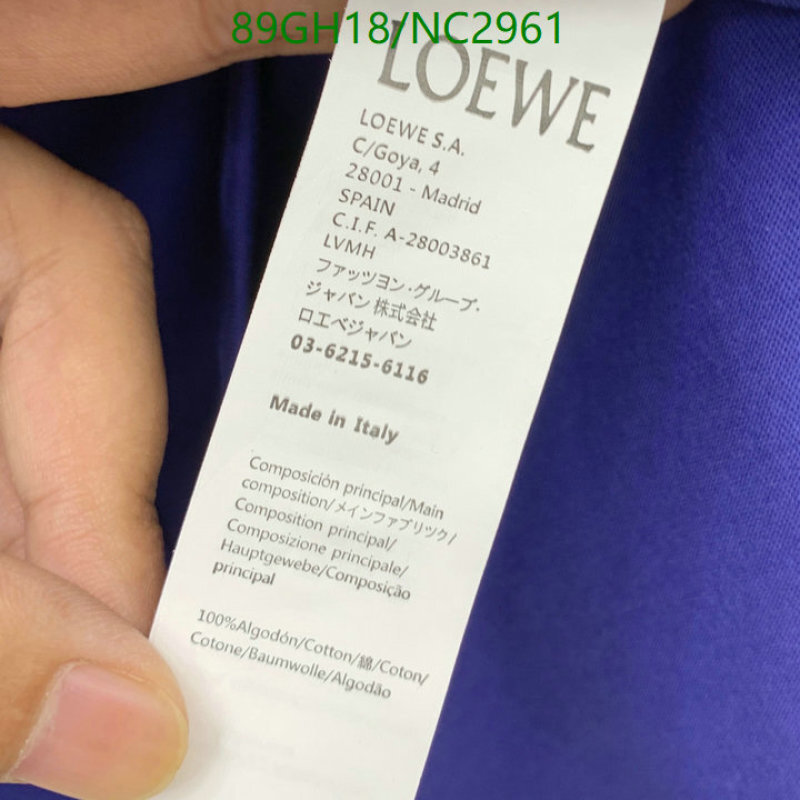 89GH18/NC2961
LOEWE
LOEWE S.A.
C/Goya, 4
28001 - Madrid
SPAIN
C.I.F. A-28003861
LVMH
ファッツヨン·グループ·
ジャパン 株式会社
ロエベジャパン
03-6215-6116
Made in Italy
Composición principal/Main
composition/メインファブリック/
Composition principal/
Composizione principale/
Hauptgewebe/Composição
principal
100%Algodón/Cotton/綿/Coton/
Cotone/Baumwolle/Algodão